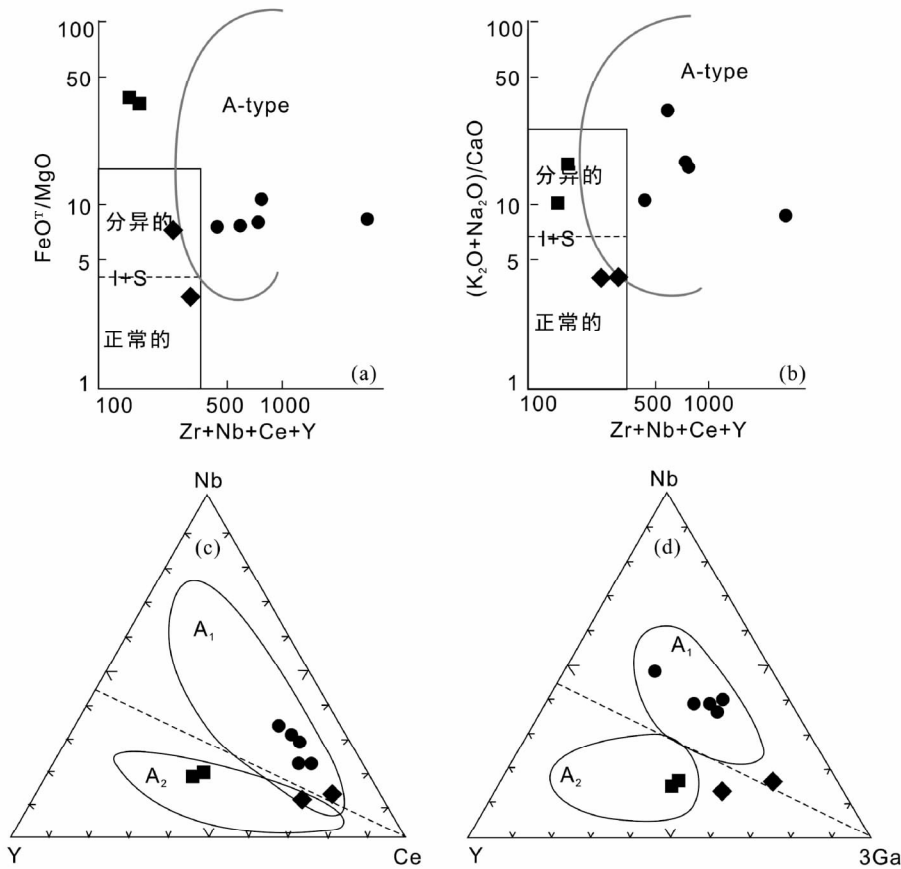 100
50
10
5
1
FeOᵀ/MgO
A-type
分异的
I+S
正常的
(a)
100
500
1000
Zr+Nb+Ce+Y
100
50
10
5
1
(K₂O+Na₂O)/CaO
A-type
分异的
I+S
正常的
(b)
100
500
1000
Zr+Nb+Ce+Y
Nb
(c)
A₁
A₂
Y
Ce
Nb
(d)
A₁
A₂
Y
3Ga